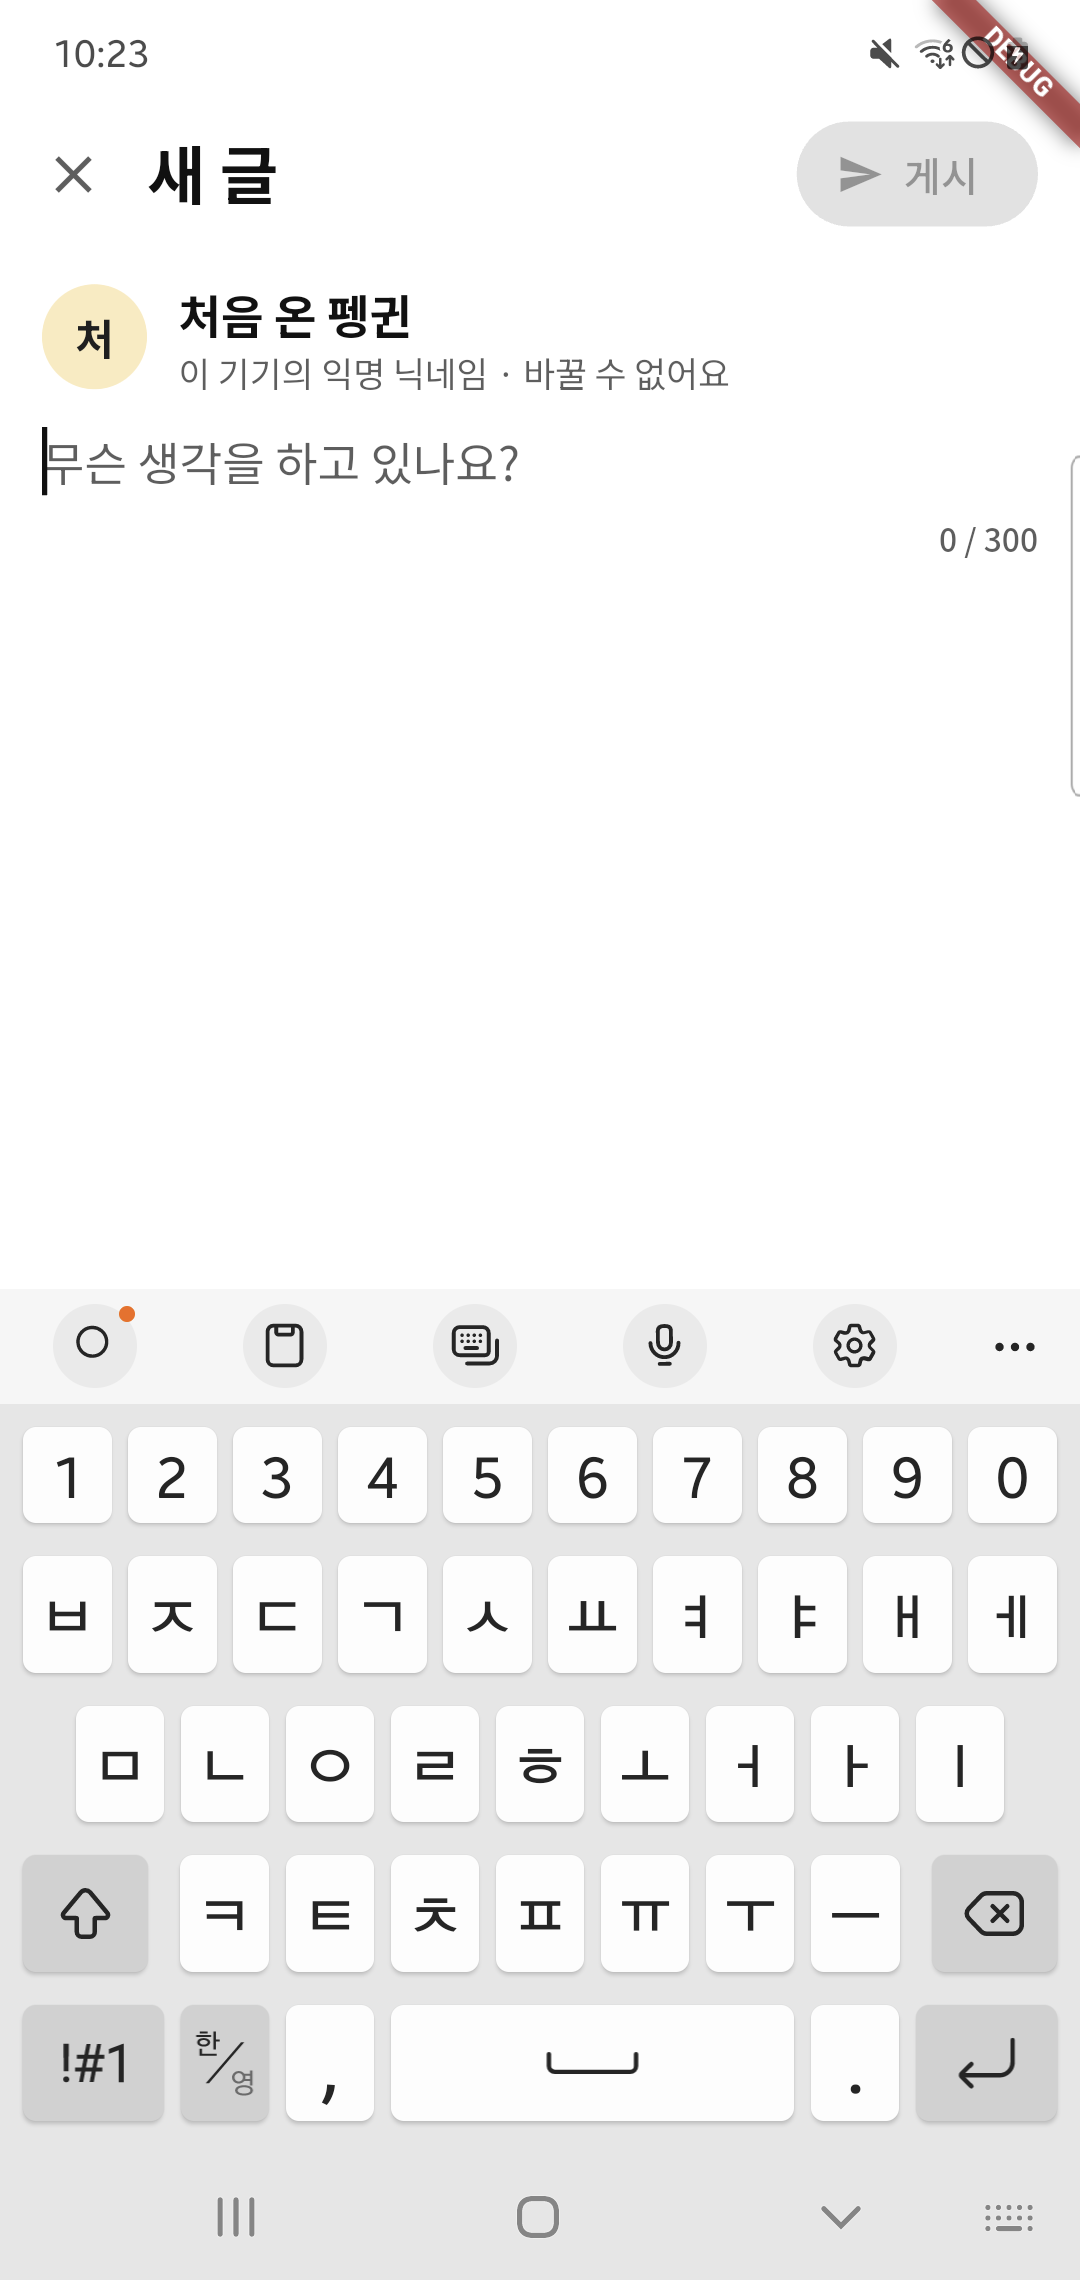 10:23
DEBUG
새 글
게시
처
처음 온 펭귄
이 기기의 익명 닉네임 · 바꿀 수 없어요
무슨 생각을 하고 있나요?
0 / 300
1 2 3 4 5 6 7 8 9 0
ㅂ ㅈ ㄷ ㄱ ㅅ ㅛ ㅕ ㅑ ㅐ ㅔ
ㅁ ㄴ ㅇ ㄹ ㅎ ㅗ ㅓ ㅏ ㅣ
ㅋ ㅌ ㅊ ㅍ ㅠ ㅜ ㅡ
!#1 한/영 , .